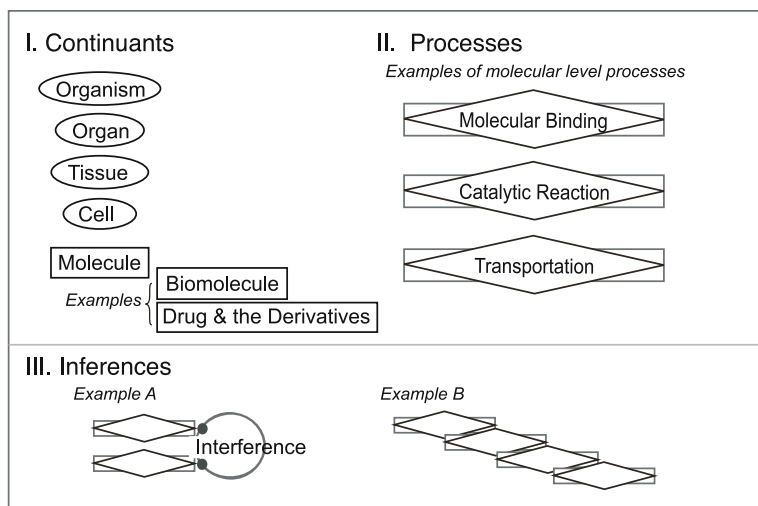 I. Continuants
Organism
Organ
Tissue
Cell
Molecule
Examples
Biomolecule
Drug & the Derivatives
II. Processes
Examples of molecular level processes
Molecular Binding
Catalytic Reaction
Transportation
III. Inferences
Example A
Interference
Example B